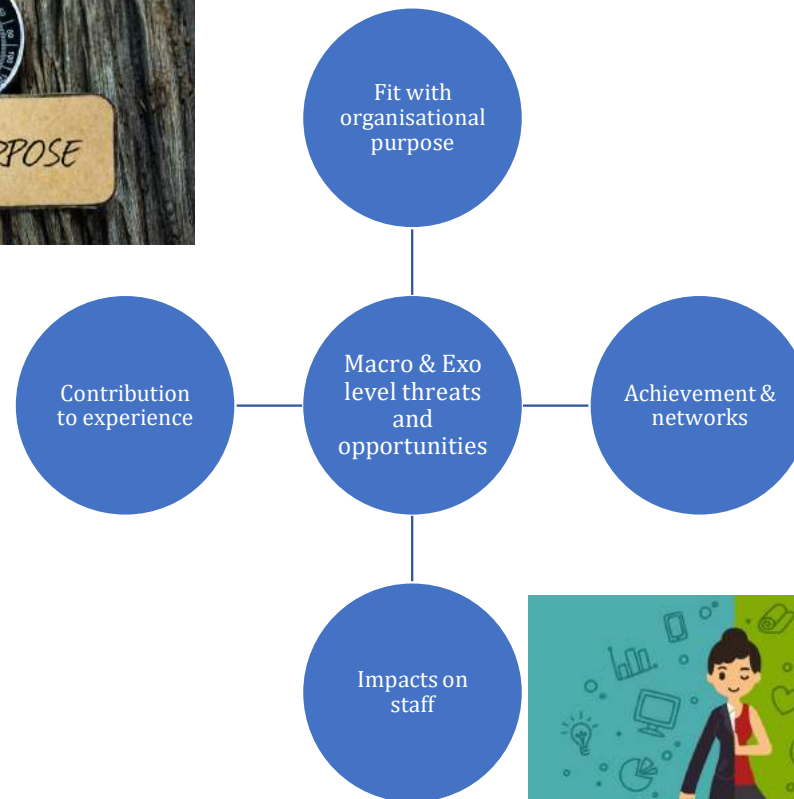 RPOSE
Fit with
organisational
purpose
Contribution
to experience
Macro & Exo
level threats
and
opportunities
Achievement &
networks
Impacts on
staff